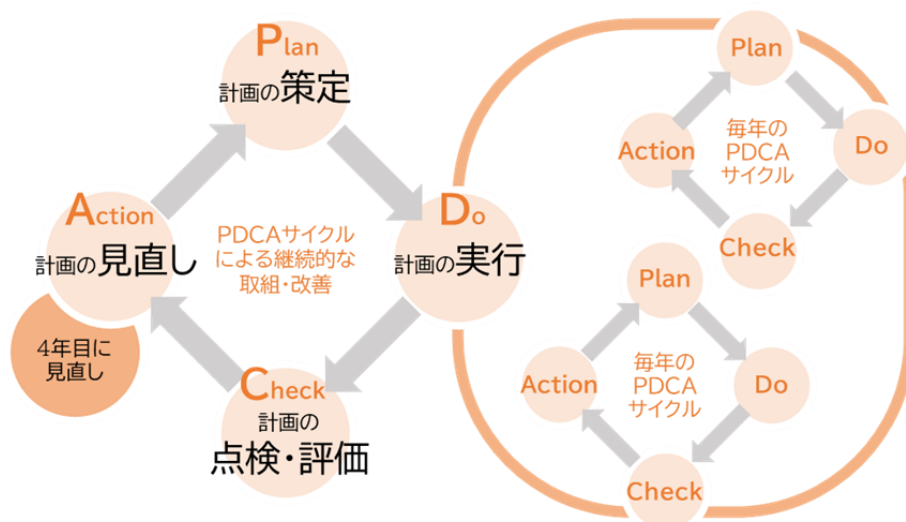 Plan
計画の策定
Action
計画の見直し
PDCAサイクル
による継続的な
取組・改善
Do
計画の実行
4年目に
見直し
Check
計画の
点検・評価
Plan
Action
毎年の
PDCA
サイクル
Do
Check
Plan
Action
毎年の
PDCA
サイクル
Do
Check